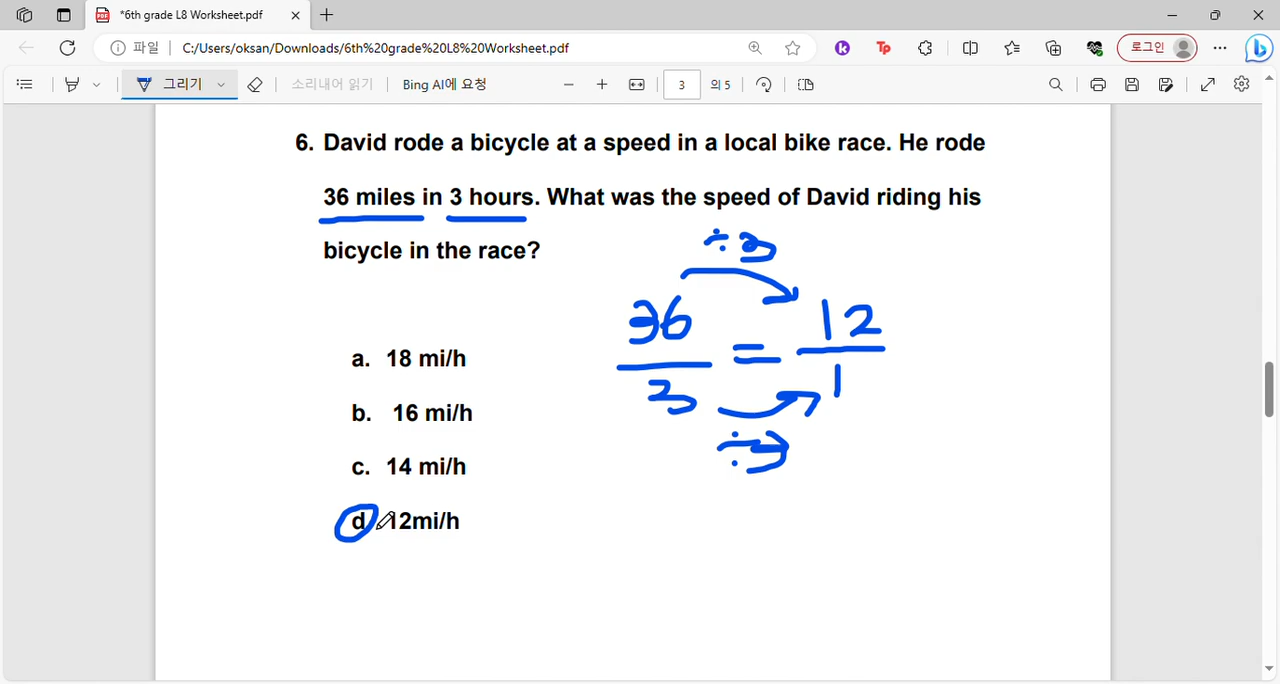 *6th grade L8 Worksheet.pdf
파일 C:/Users/oksan/Downloads/6th%20grade%20L8%20Worksheet.pdf
로그인
그리기 소리내어 읽기 Bing AI에 요청 3 의 5
6. David rode a bicycle at a speed in a local bike race. He rode
36 miles in 3 hours. What was the speed of David riding his
bicycle in the race?
÷3
36/3 = 12/1
÷3
a. 18 mi/h
b. 16 mi/h
c. 14 mi/h
d. 12mi/h